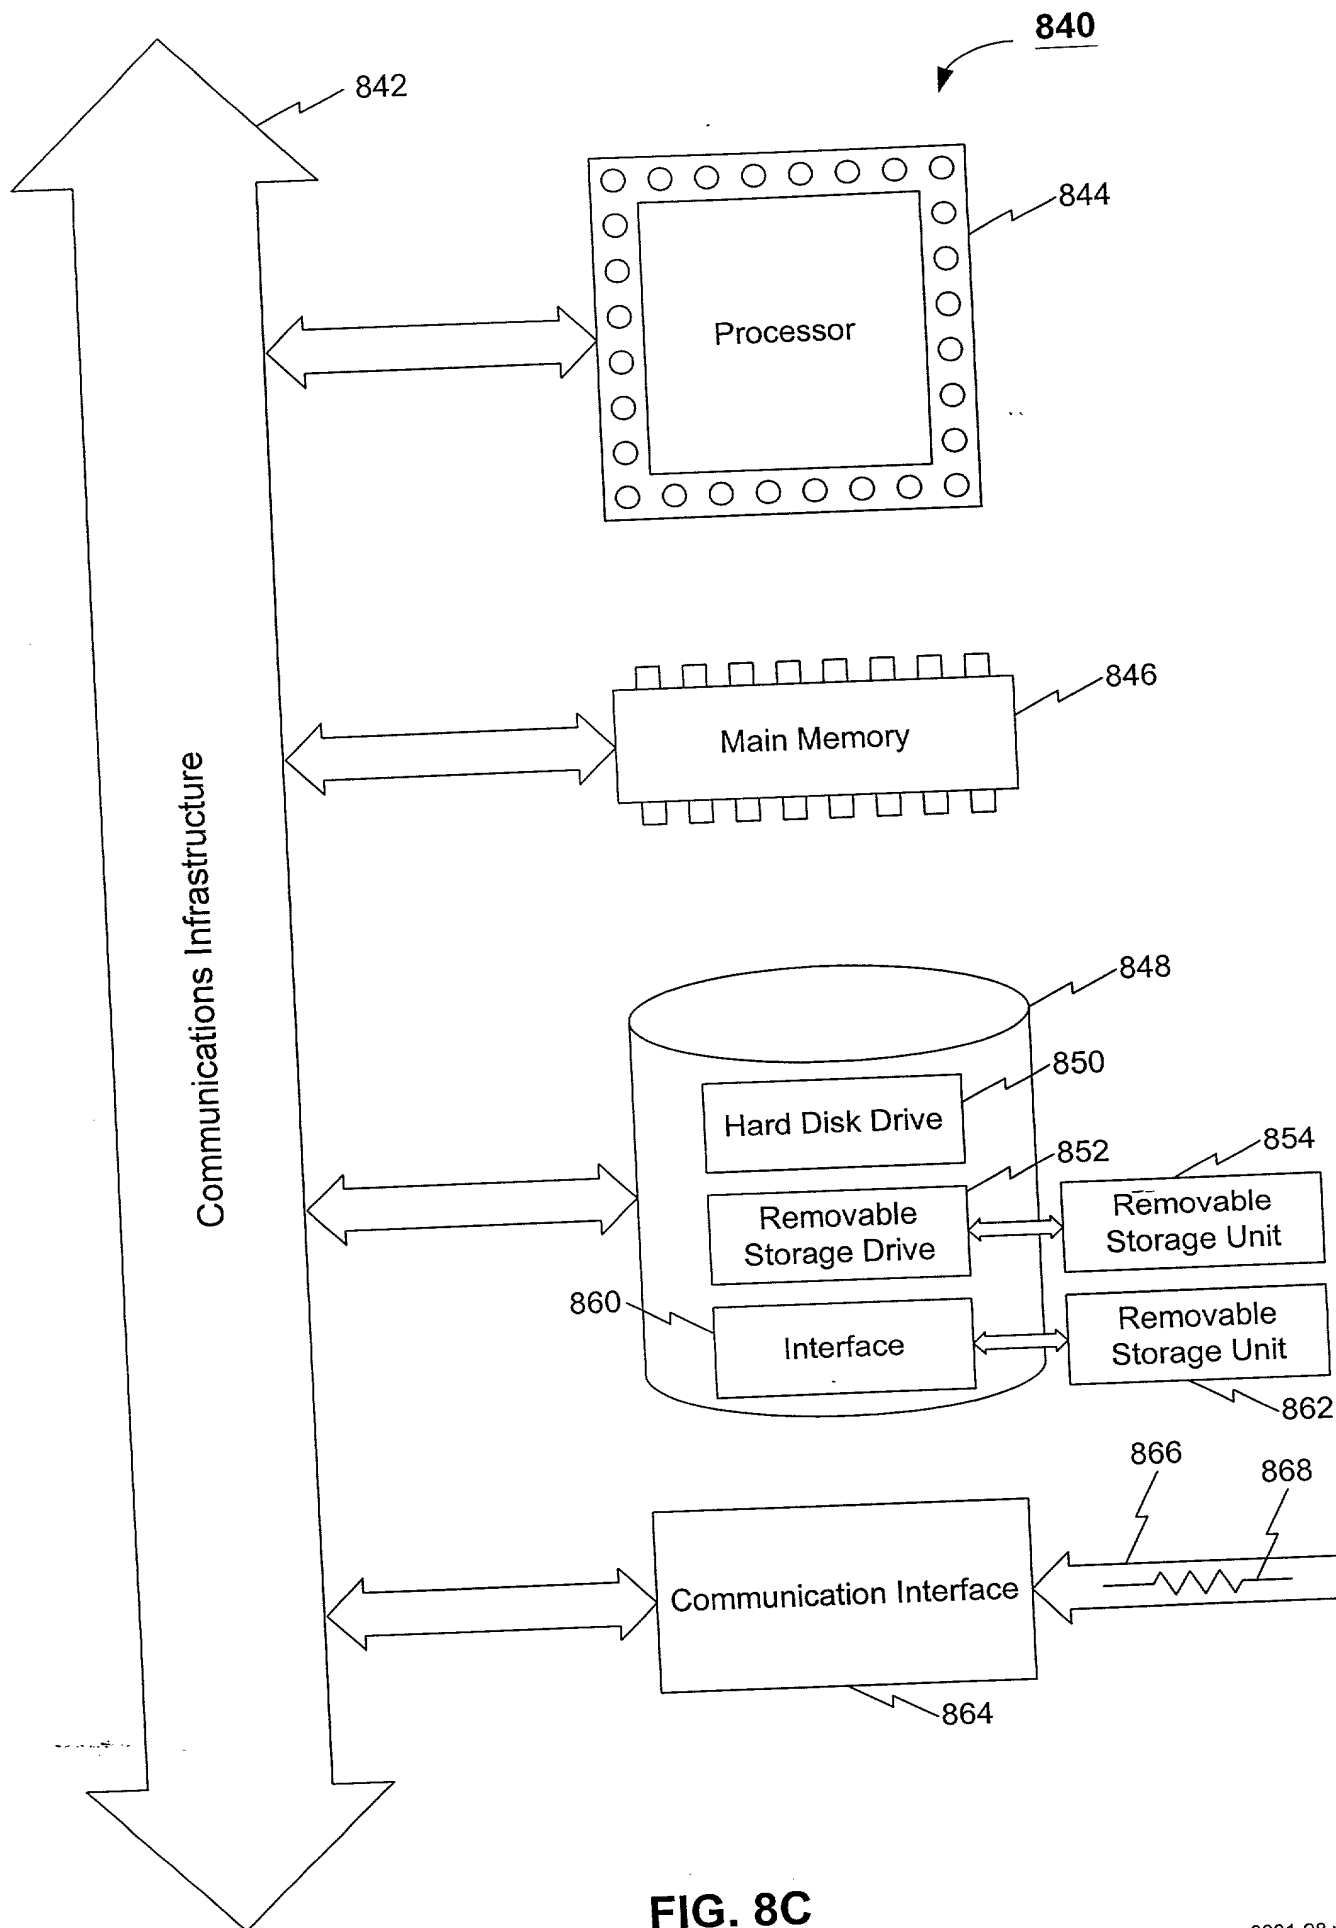 840
842
844
Processor
846
Main Memory
Communications Infrastructure
848
850
Hard Disk Drive
852
854
Removable
Storage Drive
Removable
Storage Unit
860
Interface
Removable
Storage Unit
862
866
868
Communication Interface
864
FIG. 8C